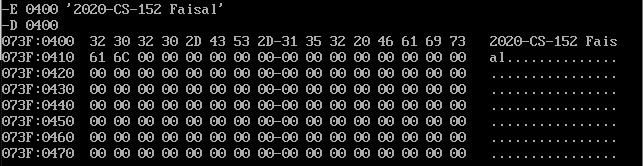 -E 0400 '2020-CS-152 Faisal'
-D 0400
073F:0400  32 30 32 30 2D 43 53 2D-31 35 32 20 46 61 69 73   2020-CS-152 Fais
073F:0410  61 6C 00 00 00 00 00 00-00 00 00 00 00 00 00 00   al..............
073F:0420  00 00 00 00 00 00 00 00-00 00 00 00 00 00 00 00   ................
073F:0430  00 00 00 00 00 00 00 00-00 00 00 00 00 00 00 00   ................
073F:0440  00 00 00 00 00 00 00 00-00 00 00 00 00 00 00 00   ................
073F:0450  00 00 00 00 00 00 00 00-00 00 00 00 00 00 00 00   ................
073F:0460  00 00 00 00 00 00 00 00-00 00 00 00 00 00 00 00   ................
073F:0470  00 00 00 00 00 00 00 00-00 00 00 00 00 00 00 00   ................